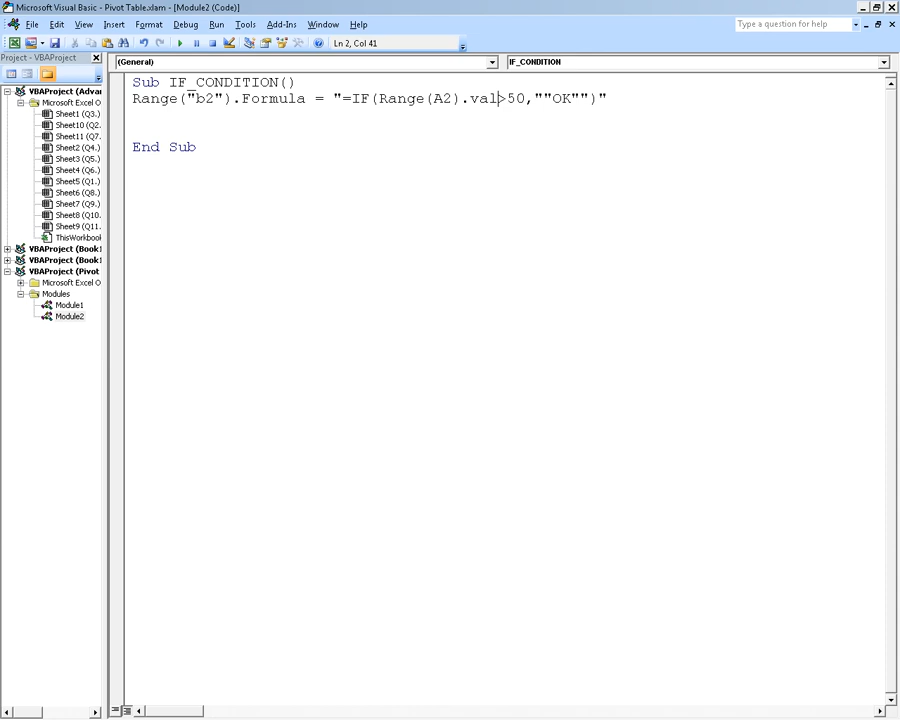 Microsoft Visual Basic - Pivot Table.xlam - [Module2 (Code)]
File Edit View Insert Format Debug Run Tools Add-Ins Window Help
Type a question for help
Ln 2, Col 41
Project - VBAProject
(General)
IF_CONDITION
VBAProject (Advan
Microsoft Excel O
Sheet1 (Q3.)
Sheet10 (Q2.
Sheet11 (Q7.
Sheet2 (Q4.)
Sheet3 (Q5.)
Sheet4 (Q6.)
Sheet5 (Q1.)
Sheet6 (Q8.)
Sheet7 (Q9.)
Sheet8 (Q10.
Sheet9 (Q11.
ThisWorkbook
VBAProject (Book1
VBAProject (Book1
VBAProject (Pivot
Microsoft Excel O
Modules
Module1
Module2
Sub IF_CONDITION()
Range("b2").Formula = "=IF(Range(A2).val>50,""OK"")"
End Sub